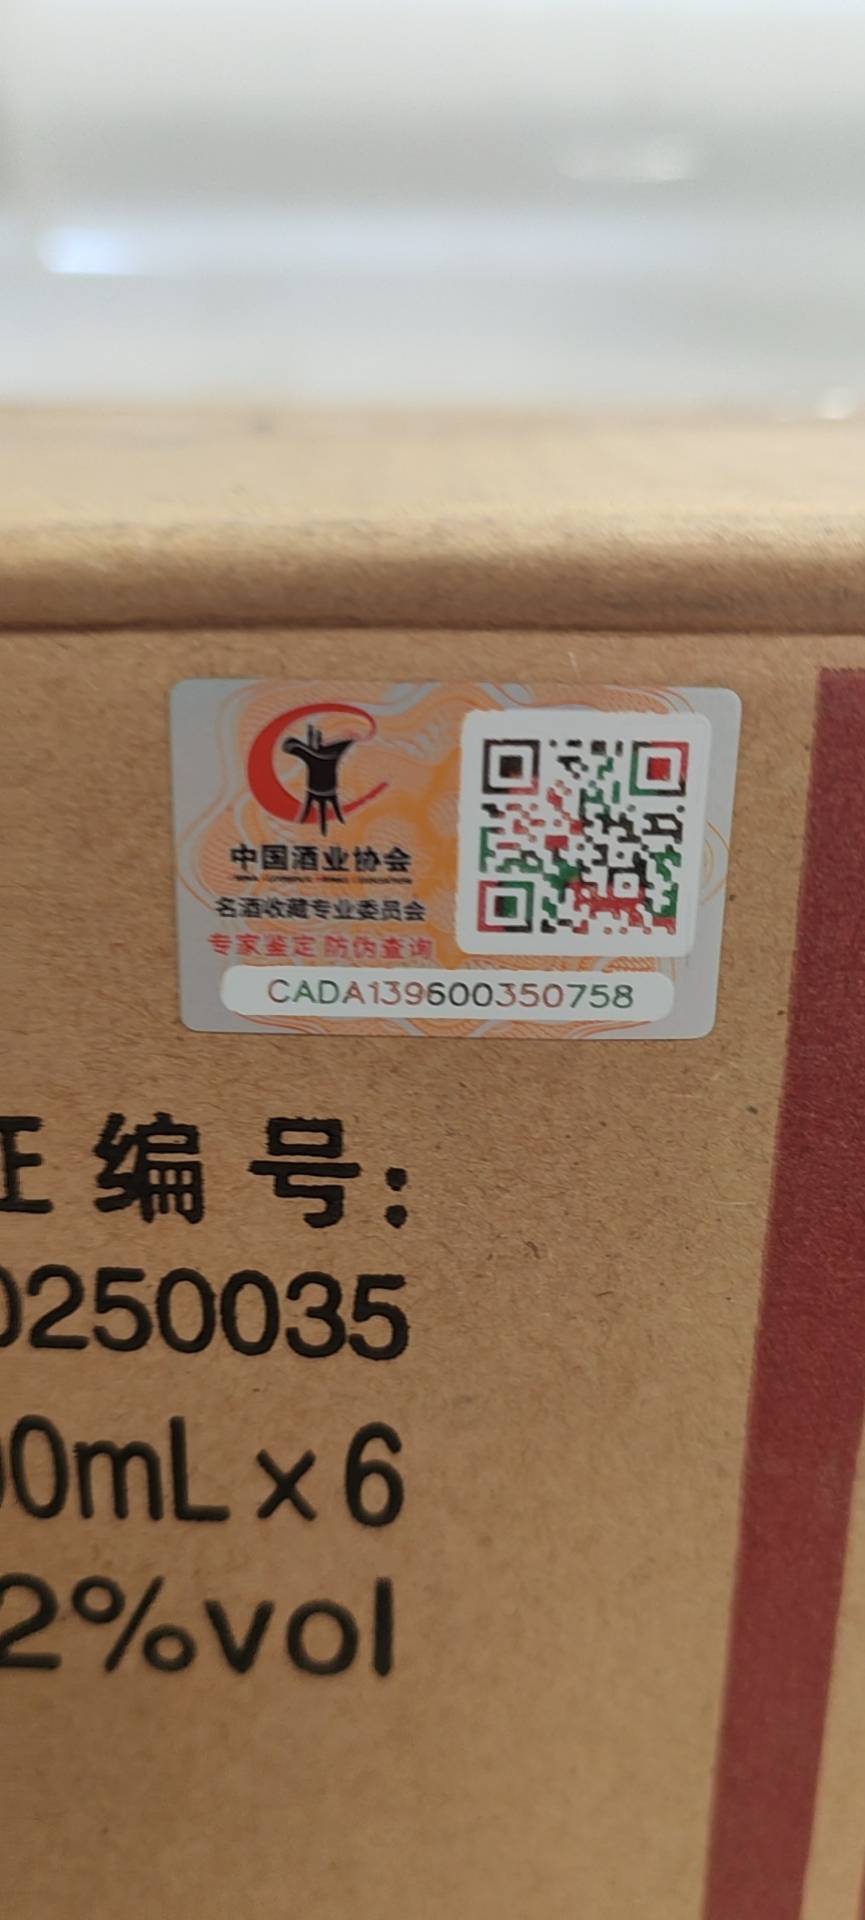 中国酒业协会
名酒收藏专业委员会
专家鉴定 防伪查询
CADA139600350758
证编号:
0250035
00mL×6
2%vol